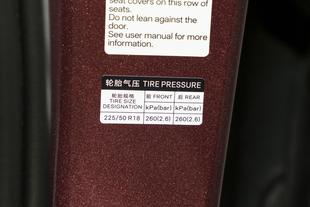 seat covers on this row of
seats.
Do not lean against the
door.
See user manual for more
information.
轮胎气压 TIRE PRESSURE
轮胎规格 前 FRONT 后 REAR
TIRE SIZE
DESIGNATION kPa(bar) kPa(bar)
225/50 R18 260(2.6) 260(2.6)